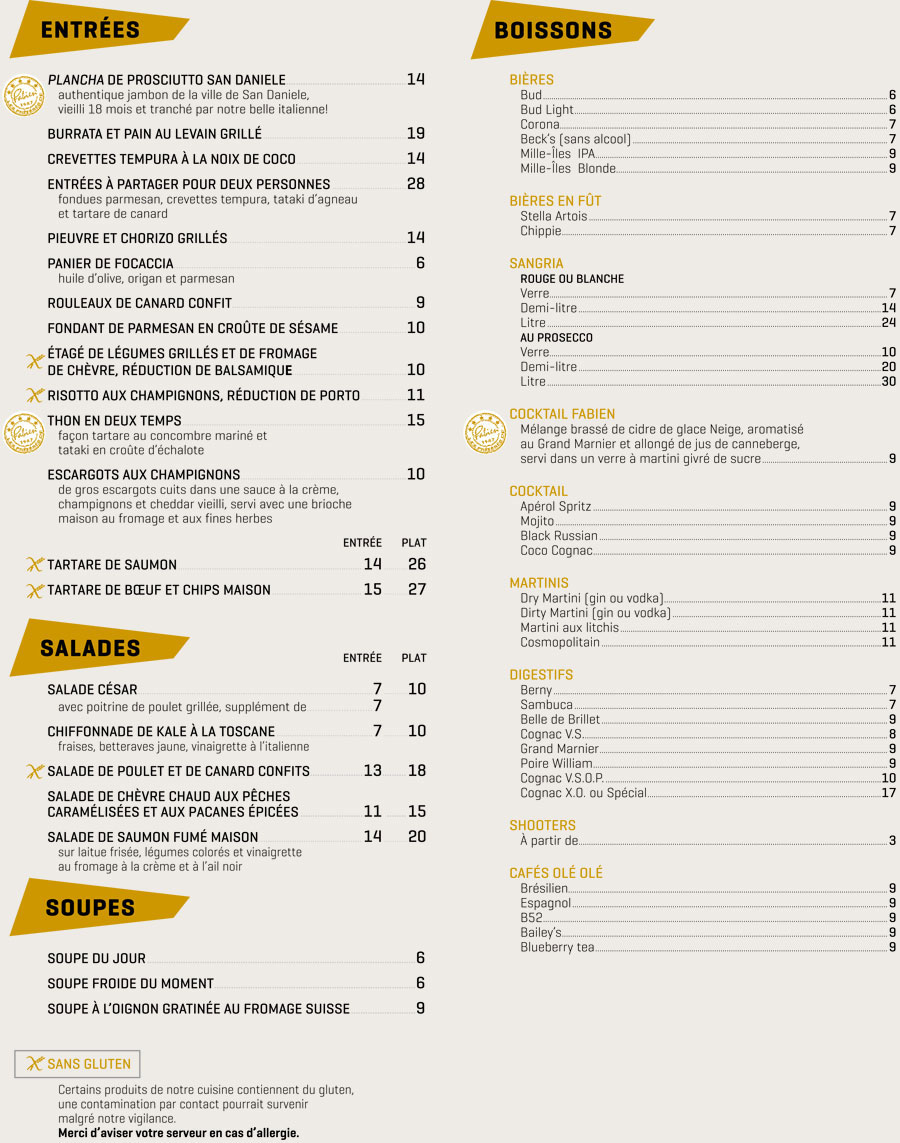 ENTRÉES
PLANCHA DE PROSCIUTTO SAN DANIELE 14
authentique jambon de la ville de San Daniele,
vieilli 18 mois et tranché par notre belle italienne!
BURRATA ET PAIN AU LEVAIN GRILLÉ 19
CREVETTES TEMPURA À LA NOIX DE COCO 14
ENTRÉES À PARTAGER POUR DEUX PERSONNES 28
fondues parmesan, crevettes tempura, tataki d'agneau
et tartare de canard
PIEUVRE ET CHORIZO GRILLÉS 14
PANIER DE FOCACCIA 6
huile d'olive, origan et parmesan
ROULEAUX DE CANARD CONFIT 9
FONDANT DE PARMESAN EN CROÛTE DE SÉSAME 10
ÉTAGÉ DE LÉGUMES GRILLÉS ET DE FROMAGE
DE CHÈVRE, RÉDUCTION DE BALSAMIQUE 10
RISOTTO AUX CHAMPIGNONS, RÉDUCTION DE PORTO 11
THON EN DEUX TEMPS 15
façon tartare au concombre mariné et
tataki en croûte d'échalote
ESCARGOTS AUX CHAMPIGNONS 10
de gros escargots cuits dans une sauce à la crème,
champignons et cheddar vieilli, servi avec une brioche
maison au fromage et aux fines herbes
ENTRÉE PLAT
TARTARE DE SAUMON 14 26
TARTARE DE BŒUF ET CHIPS MAISON 15 27
SALADES
ENTRÉE PLAT
SALADE CÉSAR 7 10
avec poitrine de poulet grillée, supplément de 7
CHIFFONNADE DE KALE À LA TOSCANE 7 10
fraises, betteraves jaune, vinaigrette à l'italienne
SALADE DE POULET ET DE CANARD CONFITS 13 18
SALADE DE CHÈVRE CHAUD AUX PÊCHES
CARAMÉLISÉES ET AUX PACANES ÉPICÉES 11 15
SALADE DE SAUMON FUMÉ MAISON 14 20
sur laitue frisée, légumes colorés et vinaigrette
au fromage à la crème et à l'ail noir
SOUPES
SOUPE DU JOUR 6
SOUPE FROIDE DU MOMENT 6
SOUPE À L'OIGNON GRATINÉE AU FROMAGE SUISSE 9
SANS GLUTEN
Certains produits de notre cuisine contiennent du gluten,
une contamination par contact pourrait survenir
malgré notre vigilance.
Merci d'aviser votre serveur en cas d'allergie.
BOISSONS
BIÈRES
Bud 6
Bud Light 6
Corona 7
Beck's (sans alcool) 7
Mille-Îles IPA 9
Mille-Îles Blonde 9
BIÈRES EN FÛT
Stella Artois 7
Chippie 7
SANGRIA
ROUGE OU BLANCHE
Verre 7
Demi-litre 14
Litre 24
AU PROSECCO
Verre 10
Demi-litre 20
Litre 30
COCKTAIL FABIEN
Mélange brassé de cidre de glace Neige, aromatisé
au Grand Marnier et allongé de jus de canneberge,
servi dans un verre à martini givré de sucre 9
COCKTAIL
Apérol Spritz 9
Mojito 9
Black Russian 9
Coco Cognac 9
MARTINIS
Dry Martini (gin ou vodka) 11
Dirty Martini (gin ou vodka) 11
Martini aux litchis 11
Cosmopolitain 11
DIGESTIFS
Berny 7
Sambuca 7
Belle de Brillet 9
Cognac V.S. 8
Grand Marnier 9
Poire William 9
Cognac V.S.O.P. 10
Cognac X.O. ou Spécial 17
SHOOTERS
À partir de 3
CAFÉS OLÉ OLÉ
Brésilien 9
Espagnol 9
B52 9
Bailey's 9
Blueberry tea 9